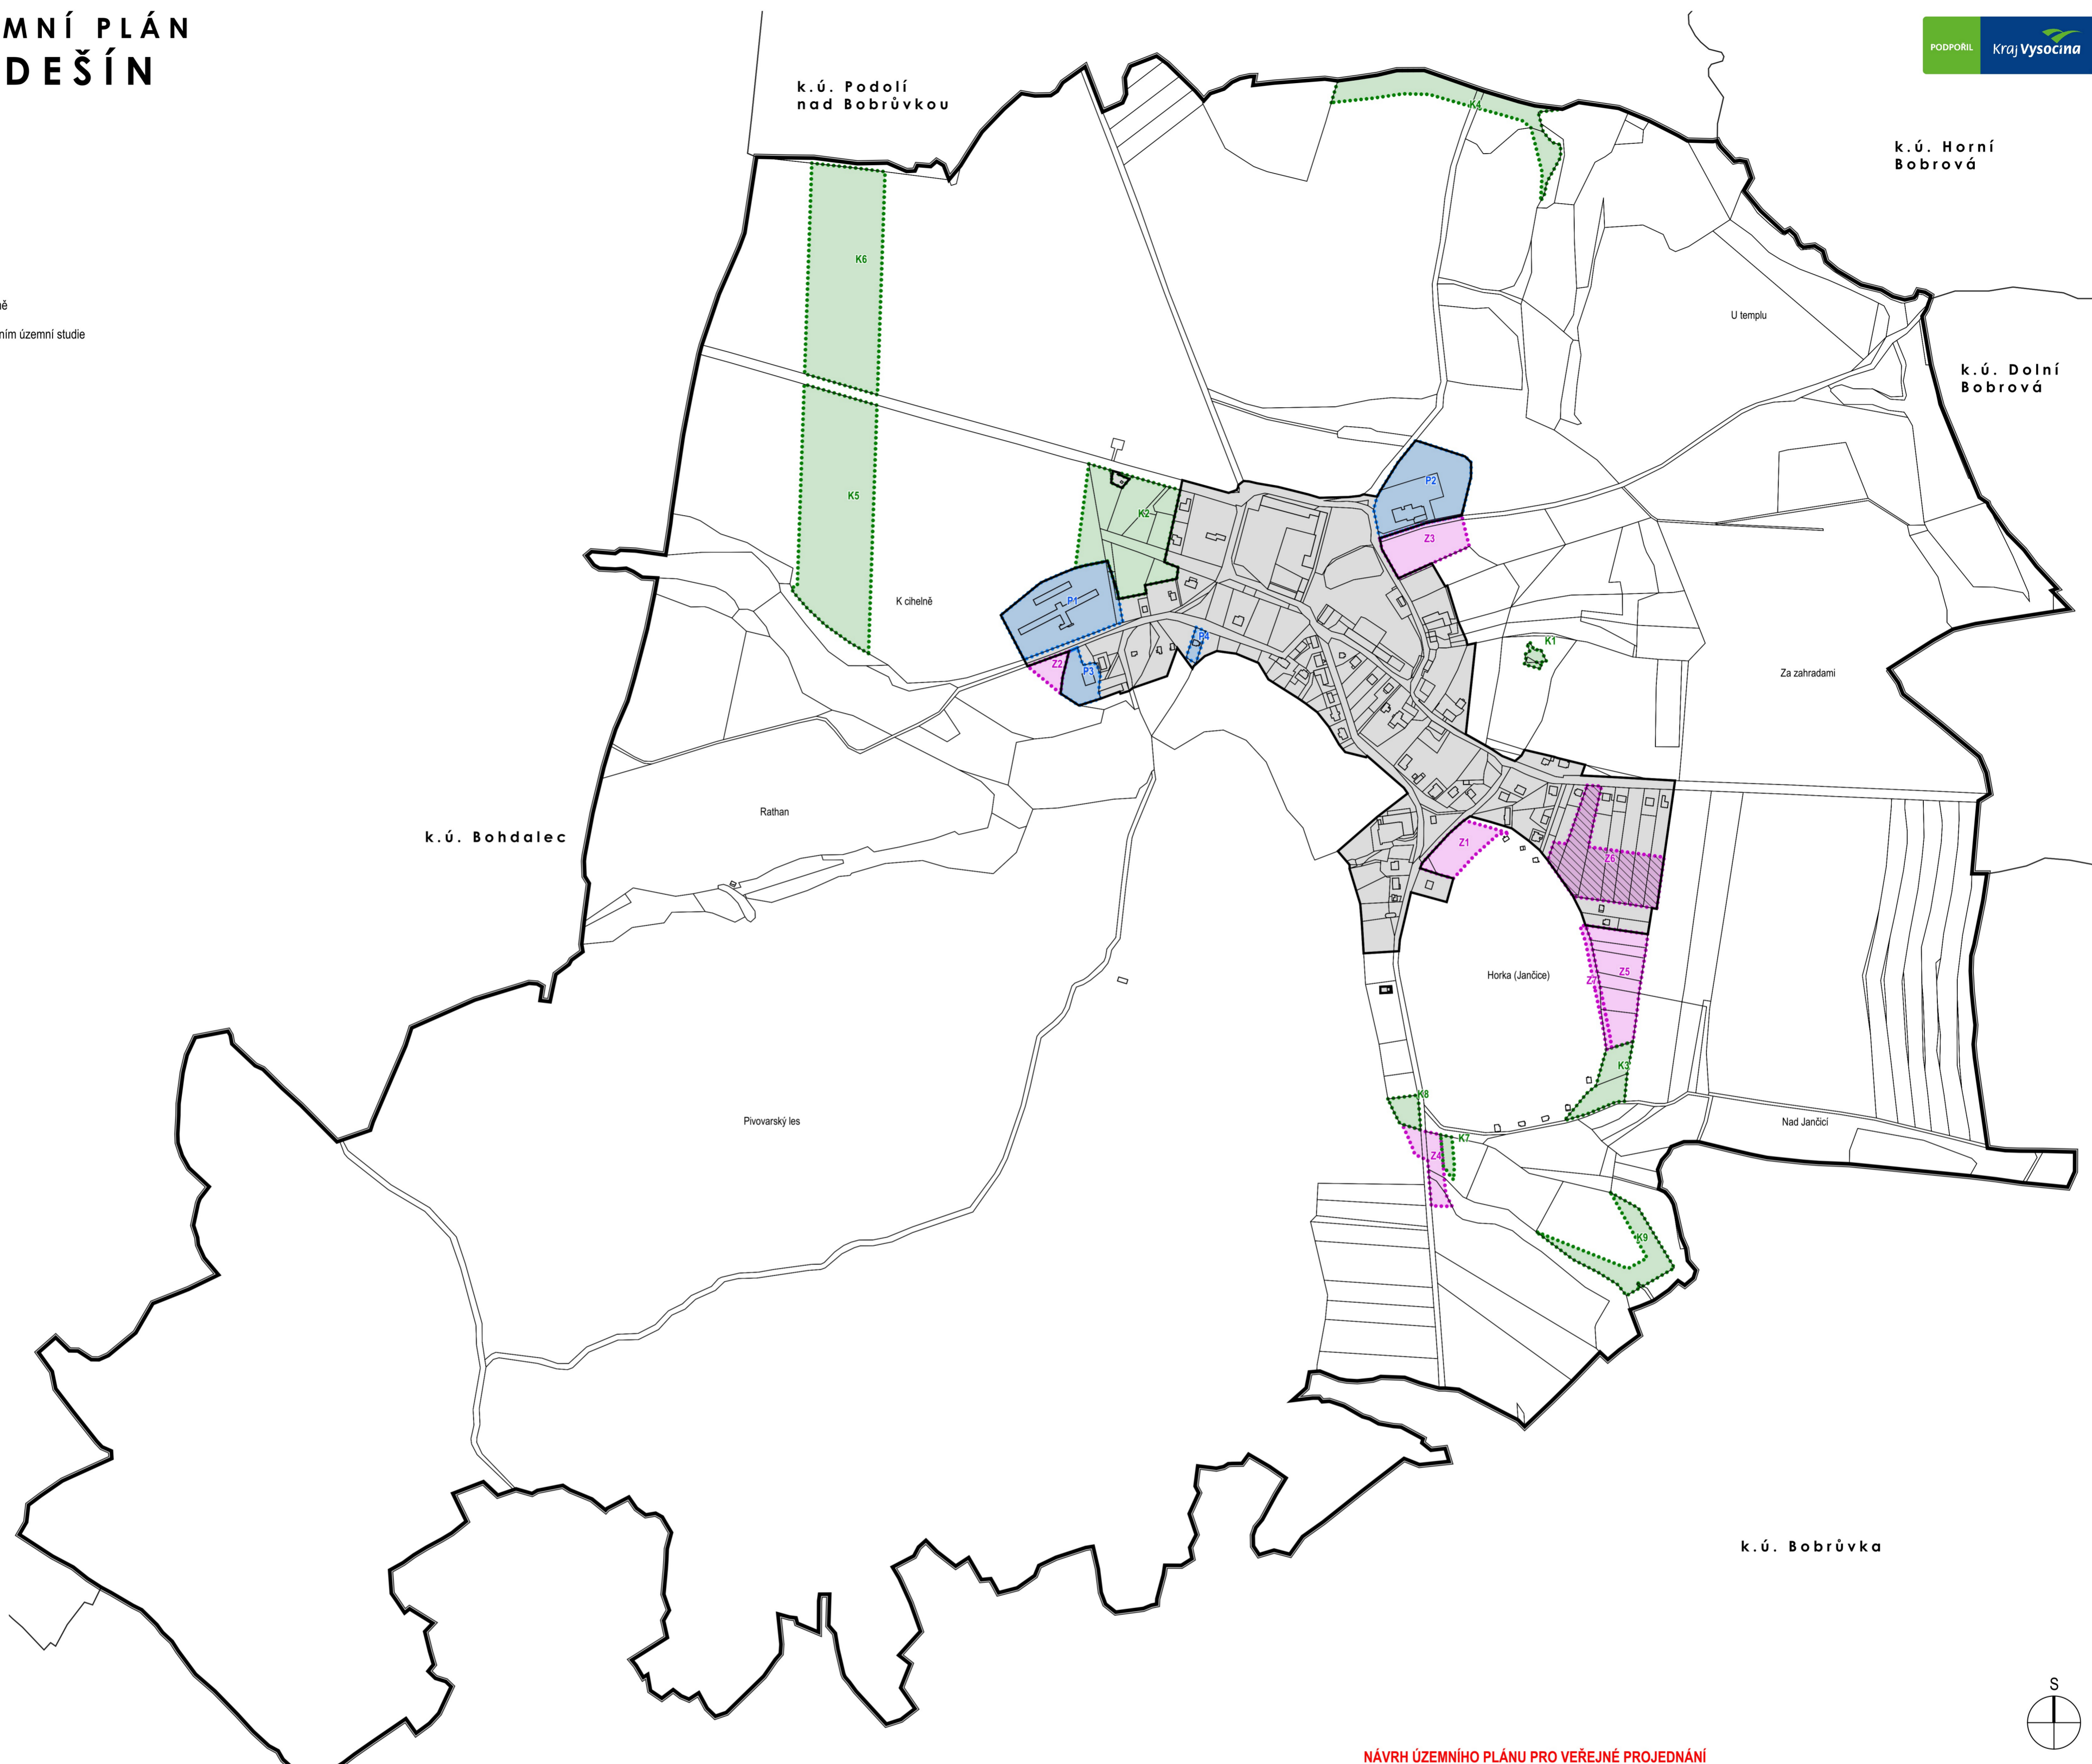 MNÍ PLÁN
DEŠÍN
PODPOŘIL
Kraj Vysočina
k.ú. Podolí
nad Bobrůvkou
k.ú. Horní
Bobrová
K4
K6
ně
ním územní studie
U templu
k.ú. Dolní
Bobrová
K5
K2
P2
Z3
K cihelně
P1
P4
K1
Z2
P3
Za zahradami
Rathan
k.ú. Bohdalec
Z1
Z6
Horka (Jančice)
Z7
Z5
K3
K8
Pivovarský les
Nad Jančicí
K7
Z4
K9
k.ú. Bobrůvka
S
NÁVRH ÚZEMNÍHO PLÁNU PRO VEŘEJNÉ PROJEDNÁNÍ